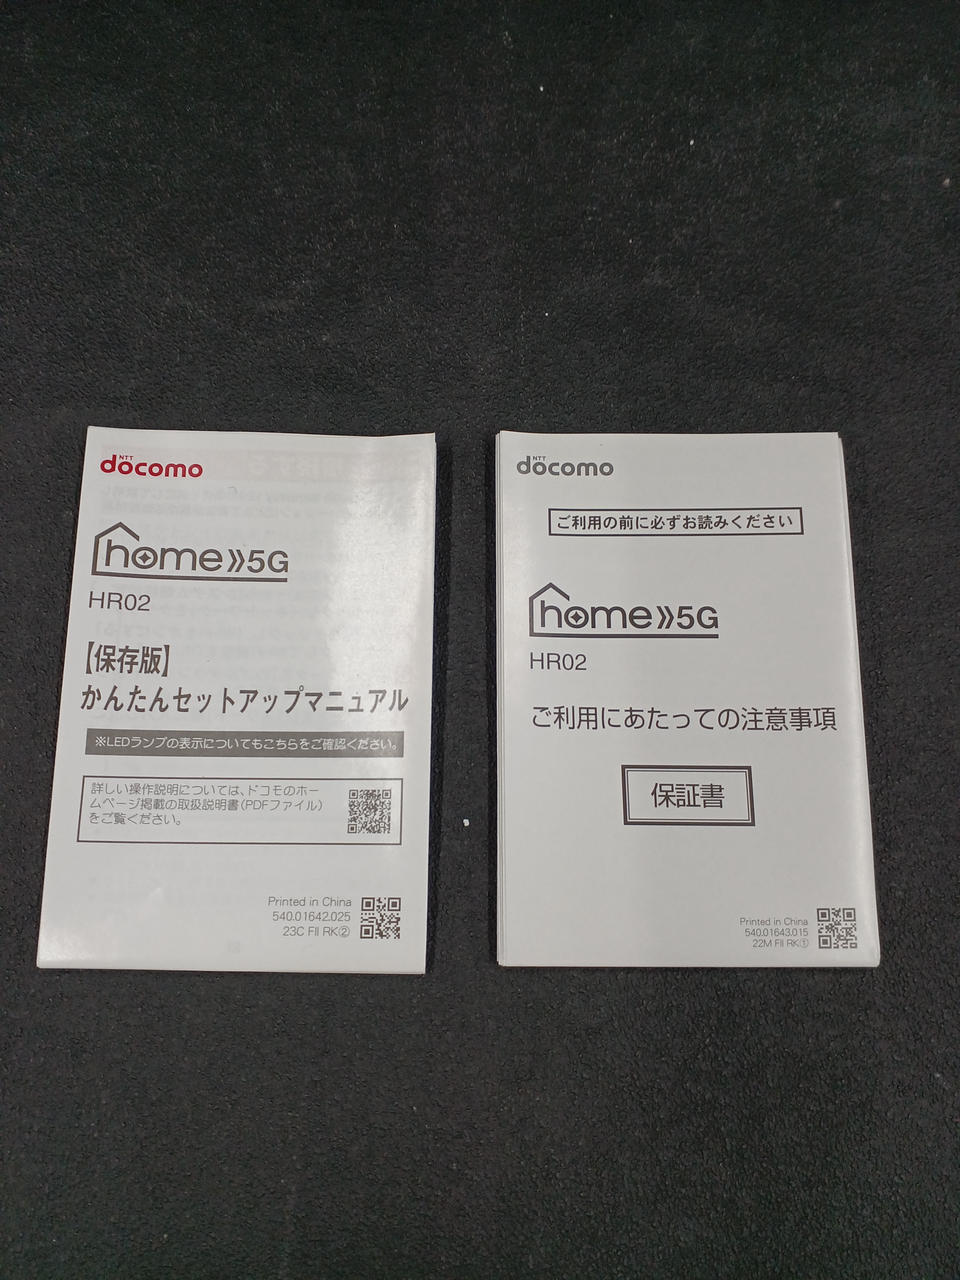 NTT
docomo
home 5G
HR02
【保存版】
かんたんセットアップマニュアル
※LEDランプの表示についてもこちらをご確認ください。
詳しい操作説明については、ドコモのホー
ムページ掲載の取扱説明書(PDFファイル)
をご覧ください。
Printed in China
540.01642.025
23C FII RK②
NTT
docomo
ご利用の前に必ずお読みください
home 5G
HR02
ご利用にあたっての注意事項
保証書
Printed in China
540.01643.015
22M FII RK①